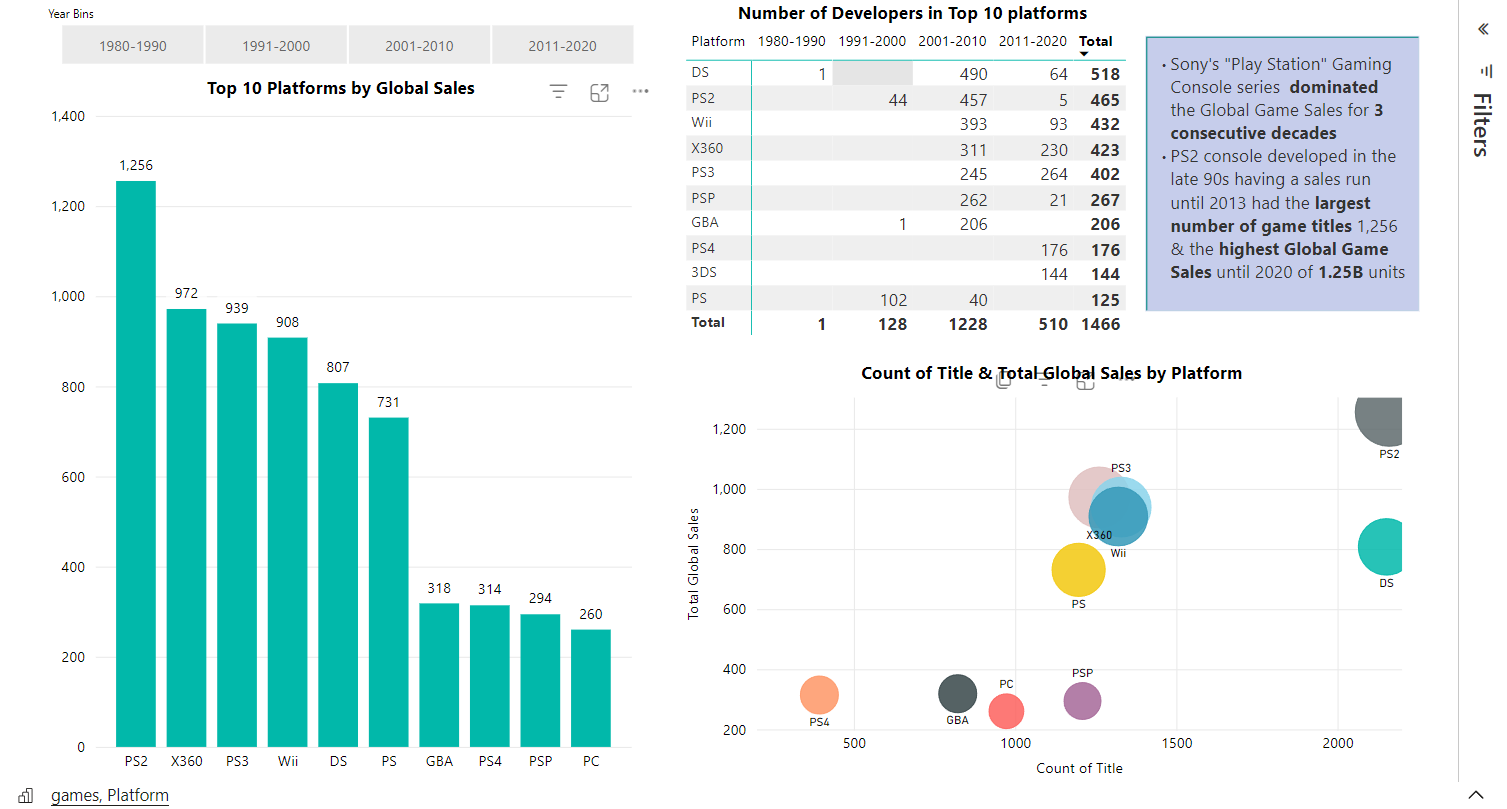 Year Bins
1980-1990 1991-2000 2001-2010 2011-2020
Top 10 Platforms by Global Sales
1,400
1,200
1,000
800
600
400
200
0
1,256
972
939
908
807
731
318
314
294
260
PS2 X360 PS3 Wii DS PS GBA PS4 PSP PC
games, Platform
Number of Developers in Top 10 platforms
Platform 1980-1990 1991-2000 2001-2010 2011-2020 Total
DS 1 490 64 518
PS2 44 457 5 465
Wii 393 93 432
X360 311 230 423
PS3 245 264 402
PSP 262 21 267
GBA 1 206 206
PS4 176 176
3DS 144 144
PS 102 40 125
Total 1 128 1228 510 1466
• Sony's "Play Station" Gaming
Console series dominated
the Global Game Sales for 3
consecutive decades
• PS2 console developed in the
late 90s having a sales run
until 2013 had the largest
number of game titles 1,256
& the highest Global Game
Sales until 2020 of 1.25B units
Count of Title & Total Global Sales by Platform
Total Global Sales
1,200
1,000
800
600
400
200
PS2
PS3
X360
Wii
DS
PS
PSP
PC
PS4
GBA
500 1000 1500 2000
Count of Title
Filters